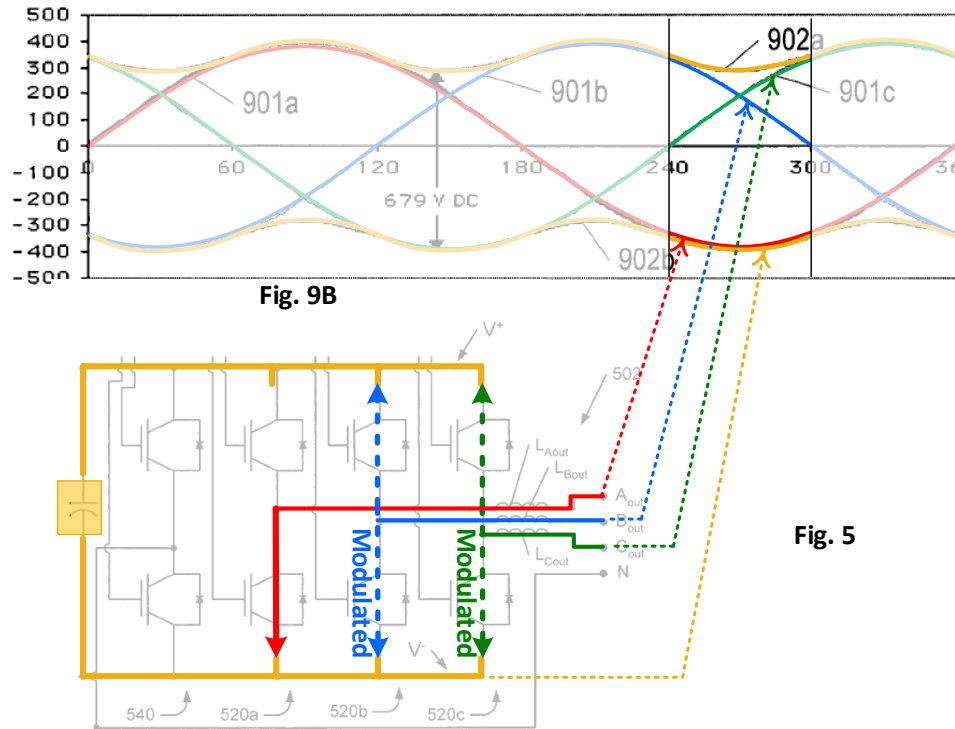 500
400
300
200
100
0
-100
-200
-300
-400
-500
0
60
120
180
240
300
36
901a
901b
902a
901c
679 V DC
902b
Fig. 9B
V+
502
LAout
LBout
Aout
Bout
Cout
LCout
N
Modulated
Modulated
Fig. 5
V-
540
520a
520b
520c